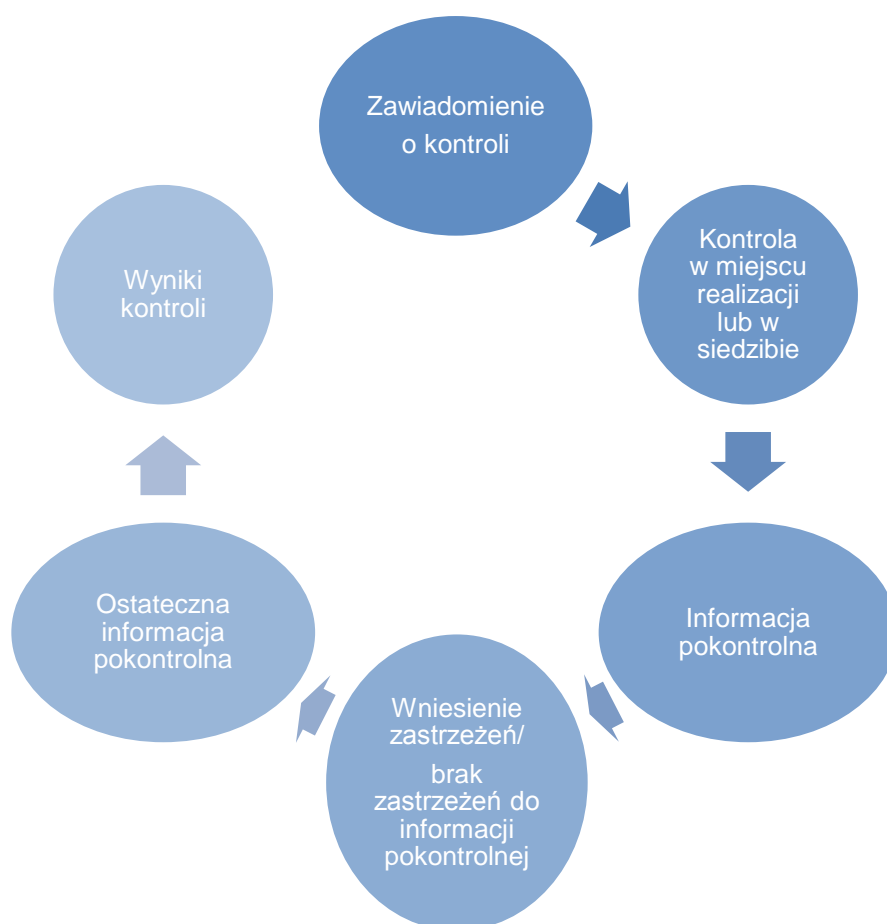 Zawiadomienie
o kontroli
Kontrola
w miejscu
realizacji
lub w
siedzibie
Informacja
pokontrolna
Wniesienie
zastrzeżeń/
brak
zastrzeżeń do
informacji
pokontrolnej
Ostateczna
informacja
pokontrolna
Wyniki
kontroli